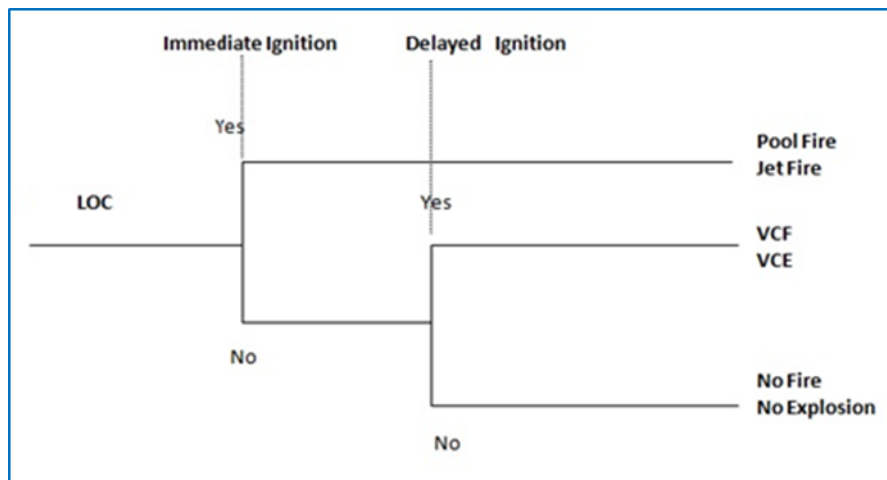 Immediate Ignition
Delayed Ignition
Yes
Pool Fire
Jet Fire
LOC
Yes
VCF
VCE
No
No Fire
No Explosion
No